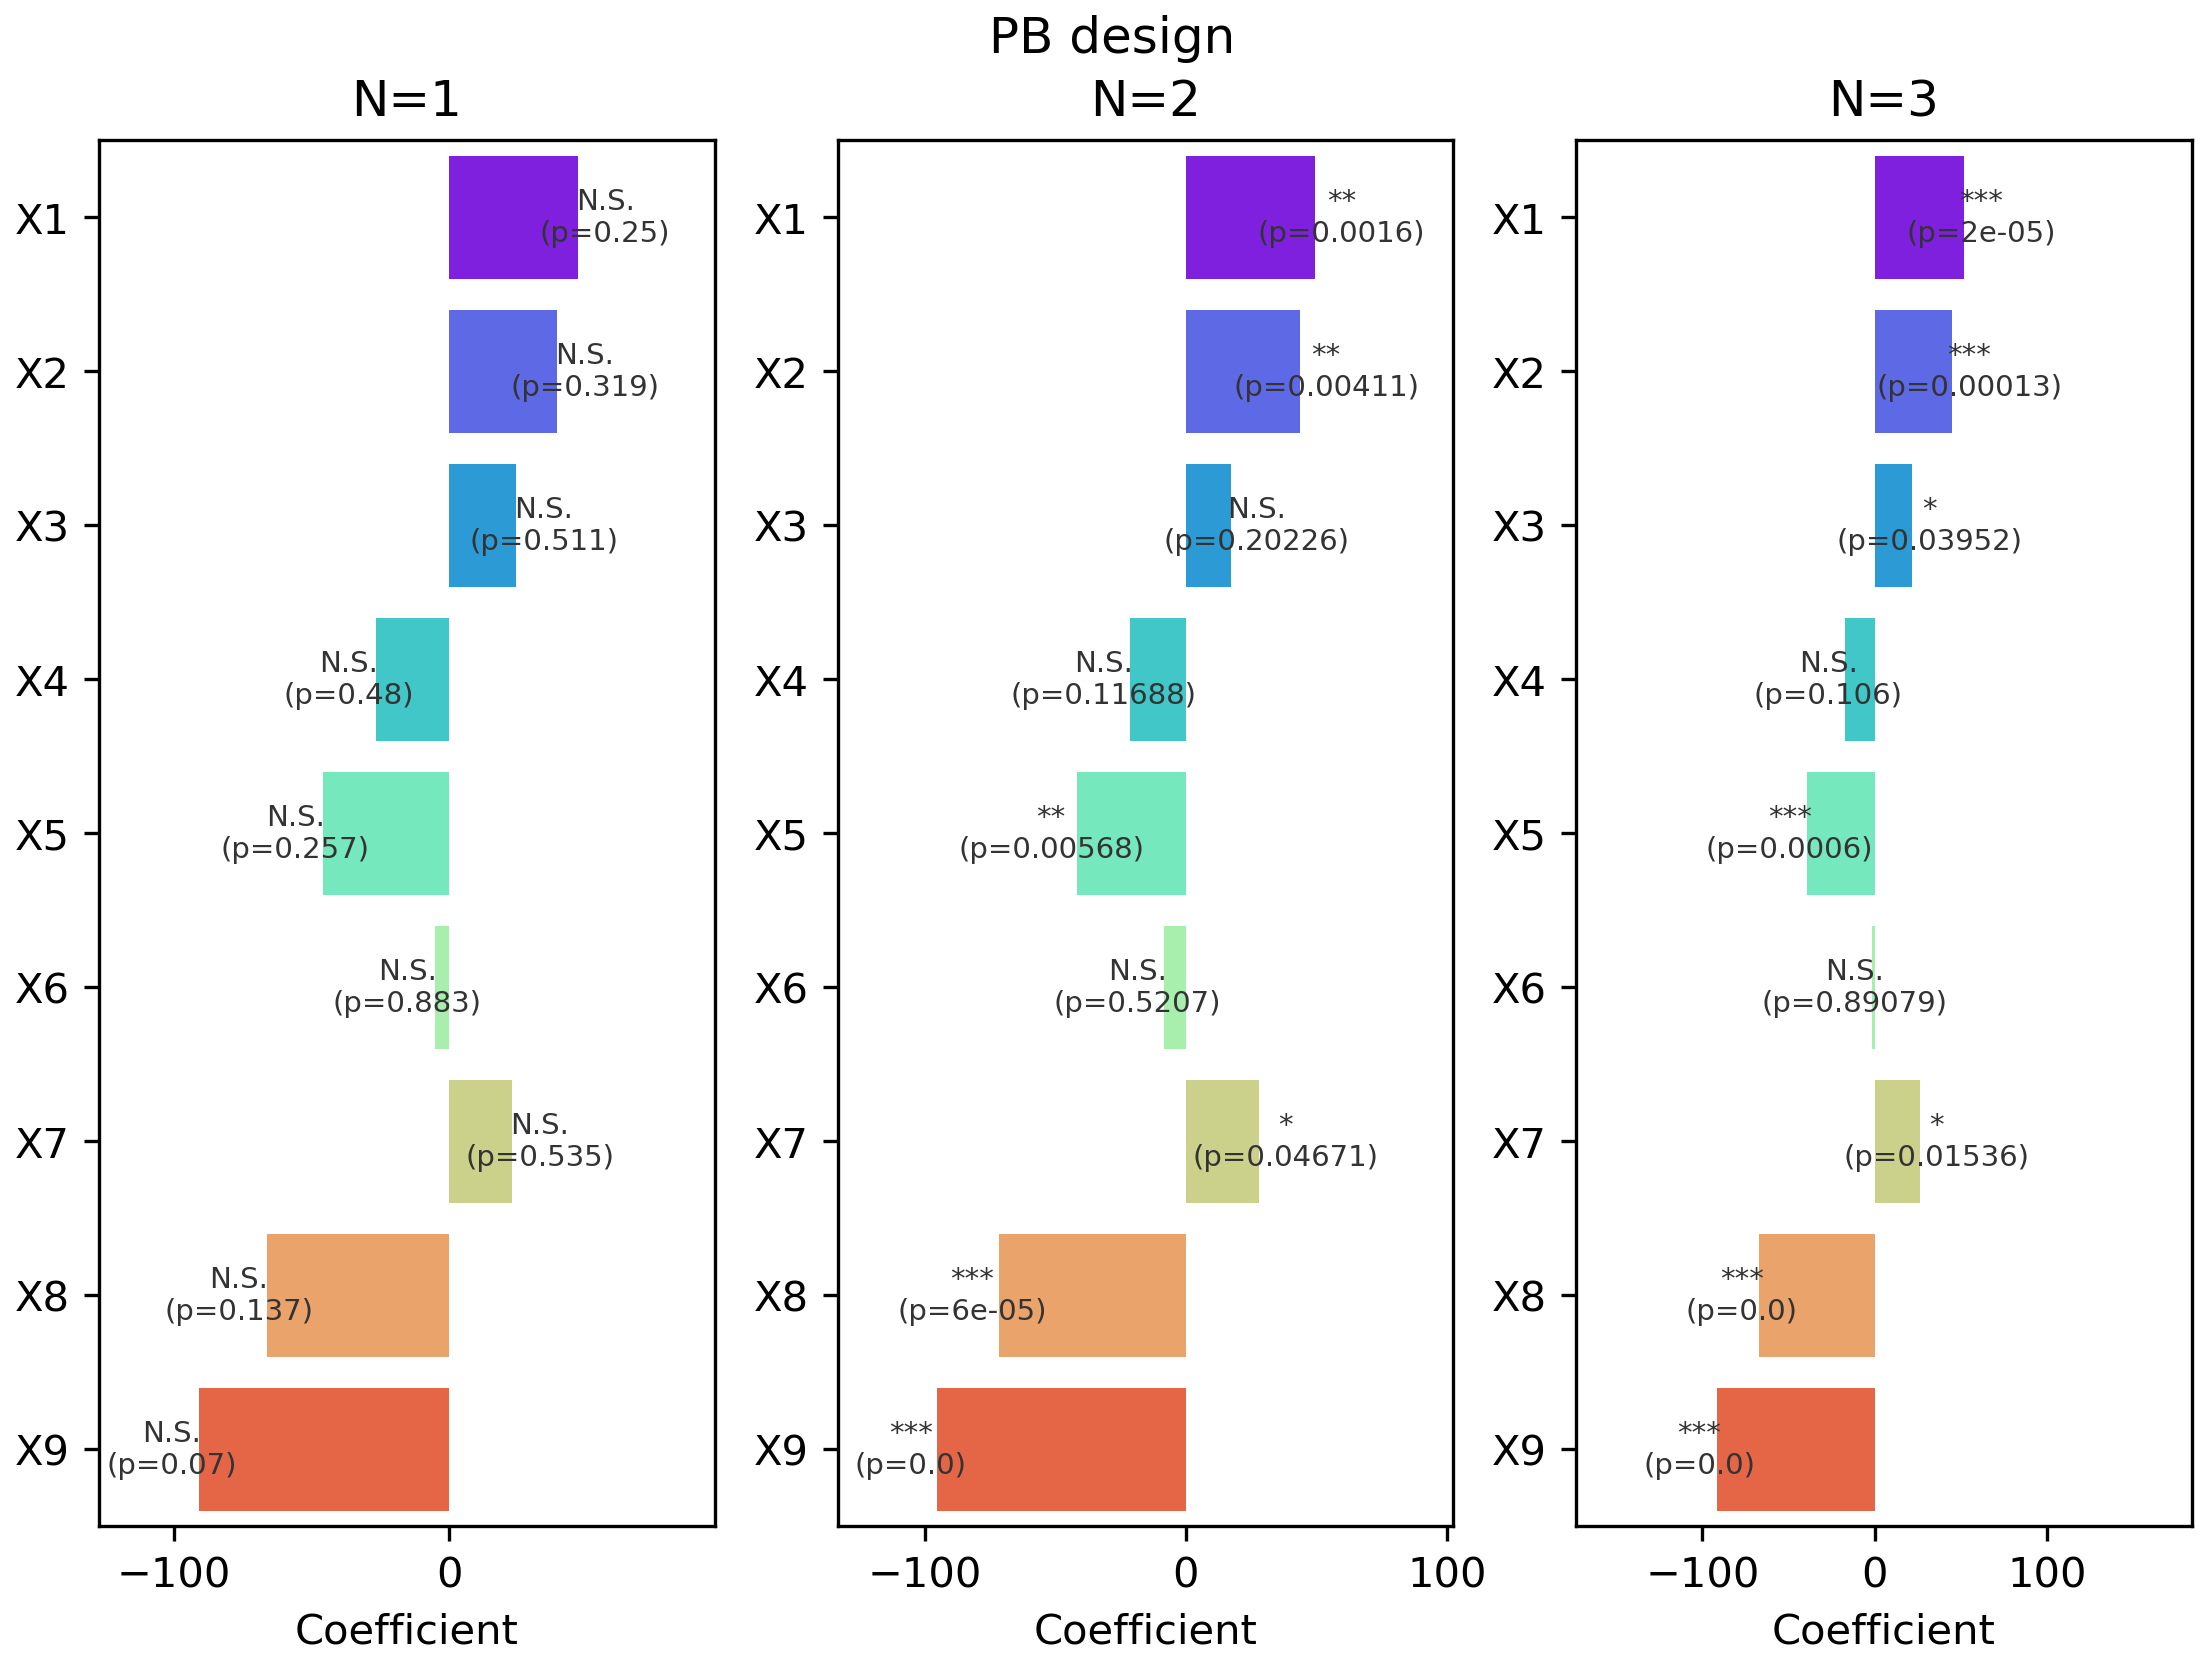 PB design
N=1
X1
N.S.
(p=0.25)
X2
N.S.
(p=0.319)
X3
N.S.
(p=0.511)
X4
N.S.
(p=0.48)
X5
N.S.
(p=0.257)
X6
N.S.
(p=0.883)
X7
N.S.
(p=0.535)
X8
N.S.
(p=0.137)
X9
N.S.
(p=0.07)
−100 0
Coefficient
N=2
X1
**
(p=0.0016)
X2
**
(p=0.00411)
X3
N.S.
(p=0.20226)
X4
N.S.
(p=0.11688)
X5
**
(p=0.00568)
X6
N.S.
(p=0.5207)
X7
*
(p=0.04671)
X8
***
(p=6e-05)
X9
***
(p=0.0)
−100 0 100
Coefficient
N=3
X1
***
(p=2e-05)
X2
***
(p=0.00013)
X3
*
(p=0.03952)
X4
N.S.
(p=0.106)
X5
***
(p=0.0006)
X6
N.S.
(p=0.89079)
X7
*
(p=0.01536)
X8
***
(p=0.0)
X9
***
(p=0.0)
−100 0 100
Coefficient